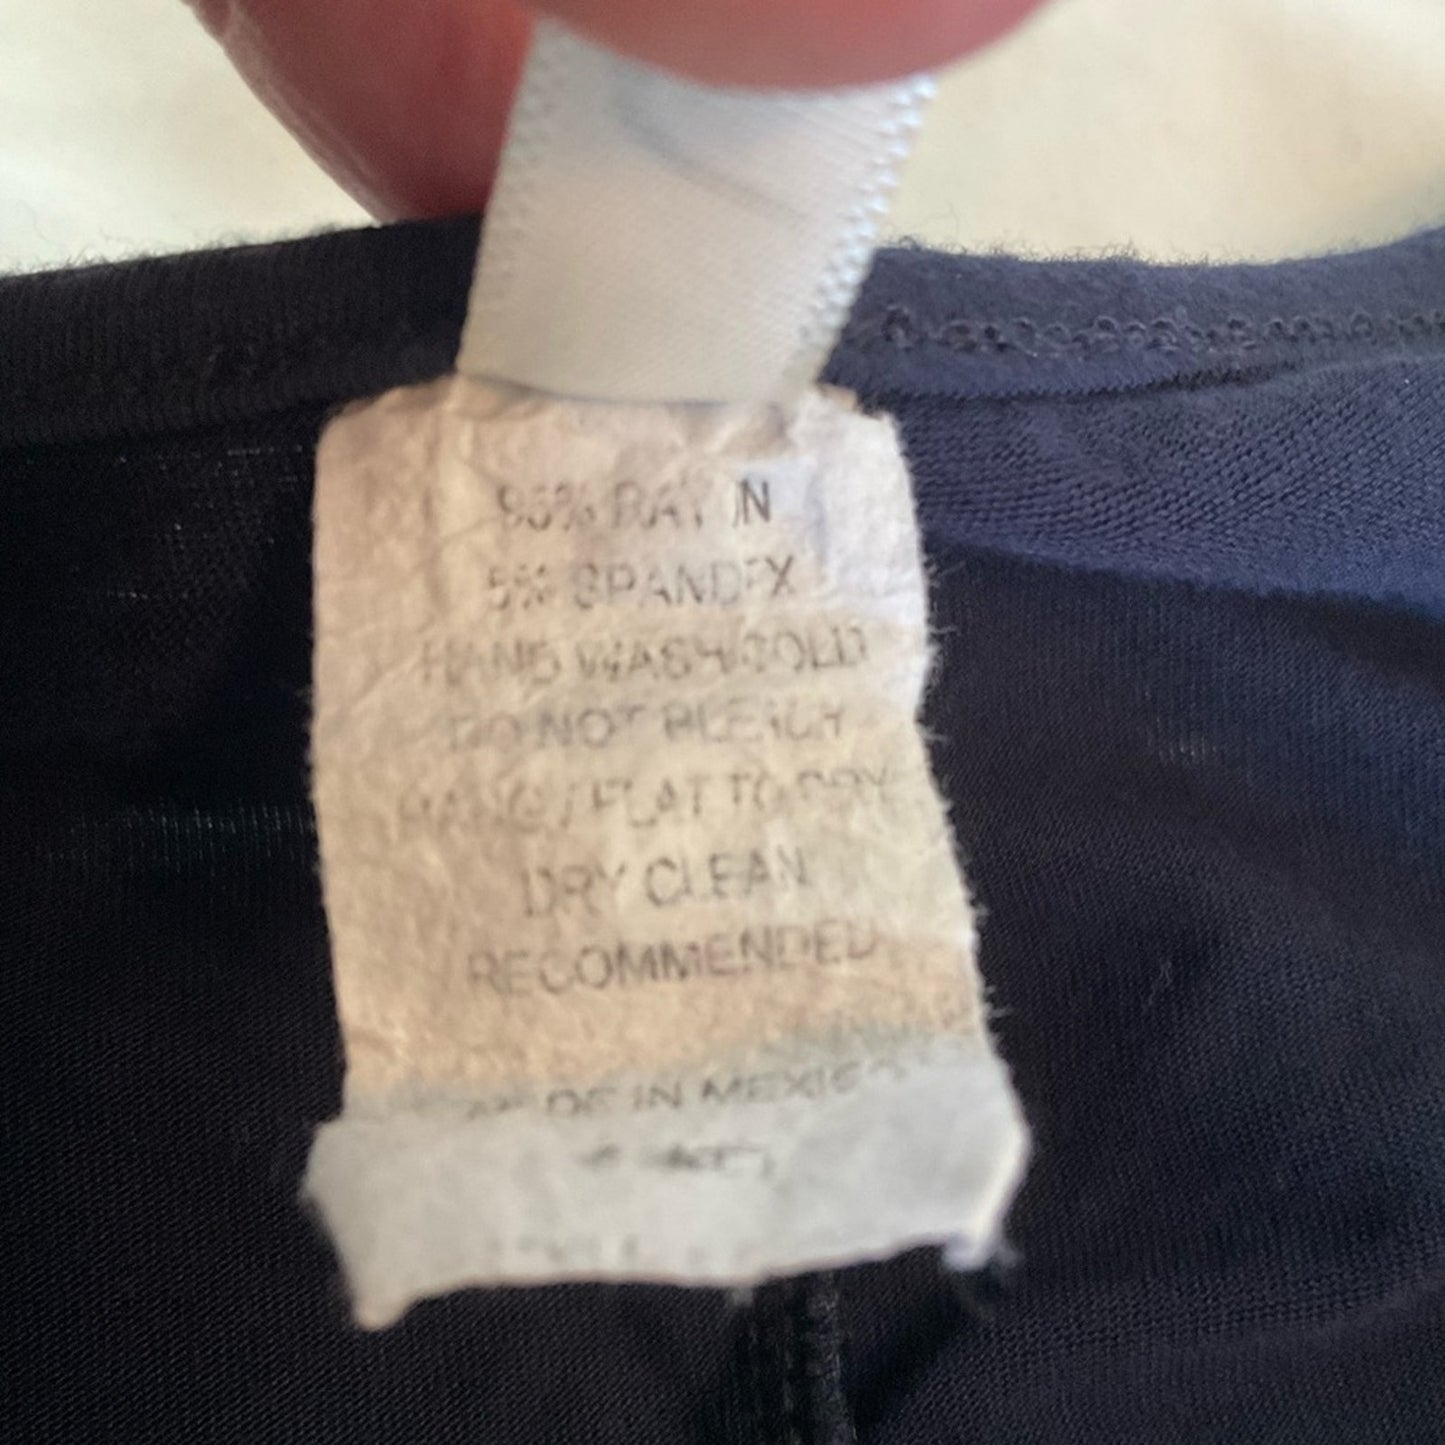 95% RAYON
5% SPANDEX
HAND WASH COLD
DO NOT BLEACH
HANG / FLAT TO DRY
DRY CLEAN
RECOMMENDED
MADE IN MEXICO